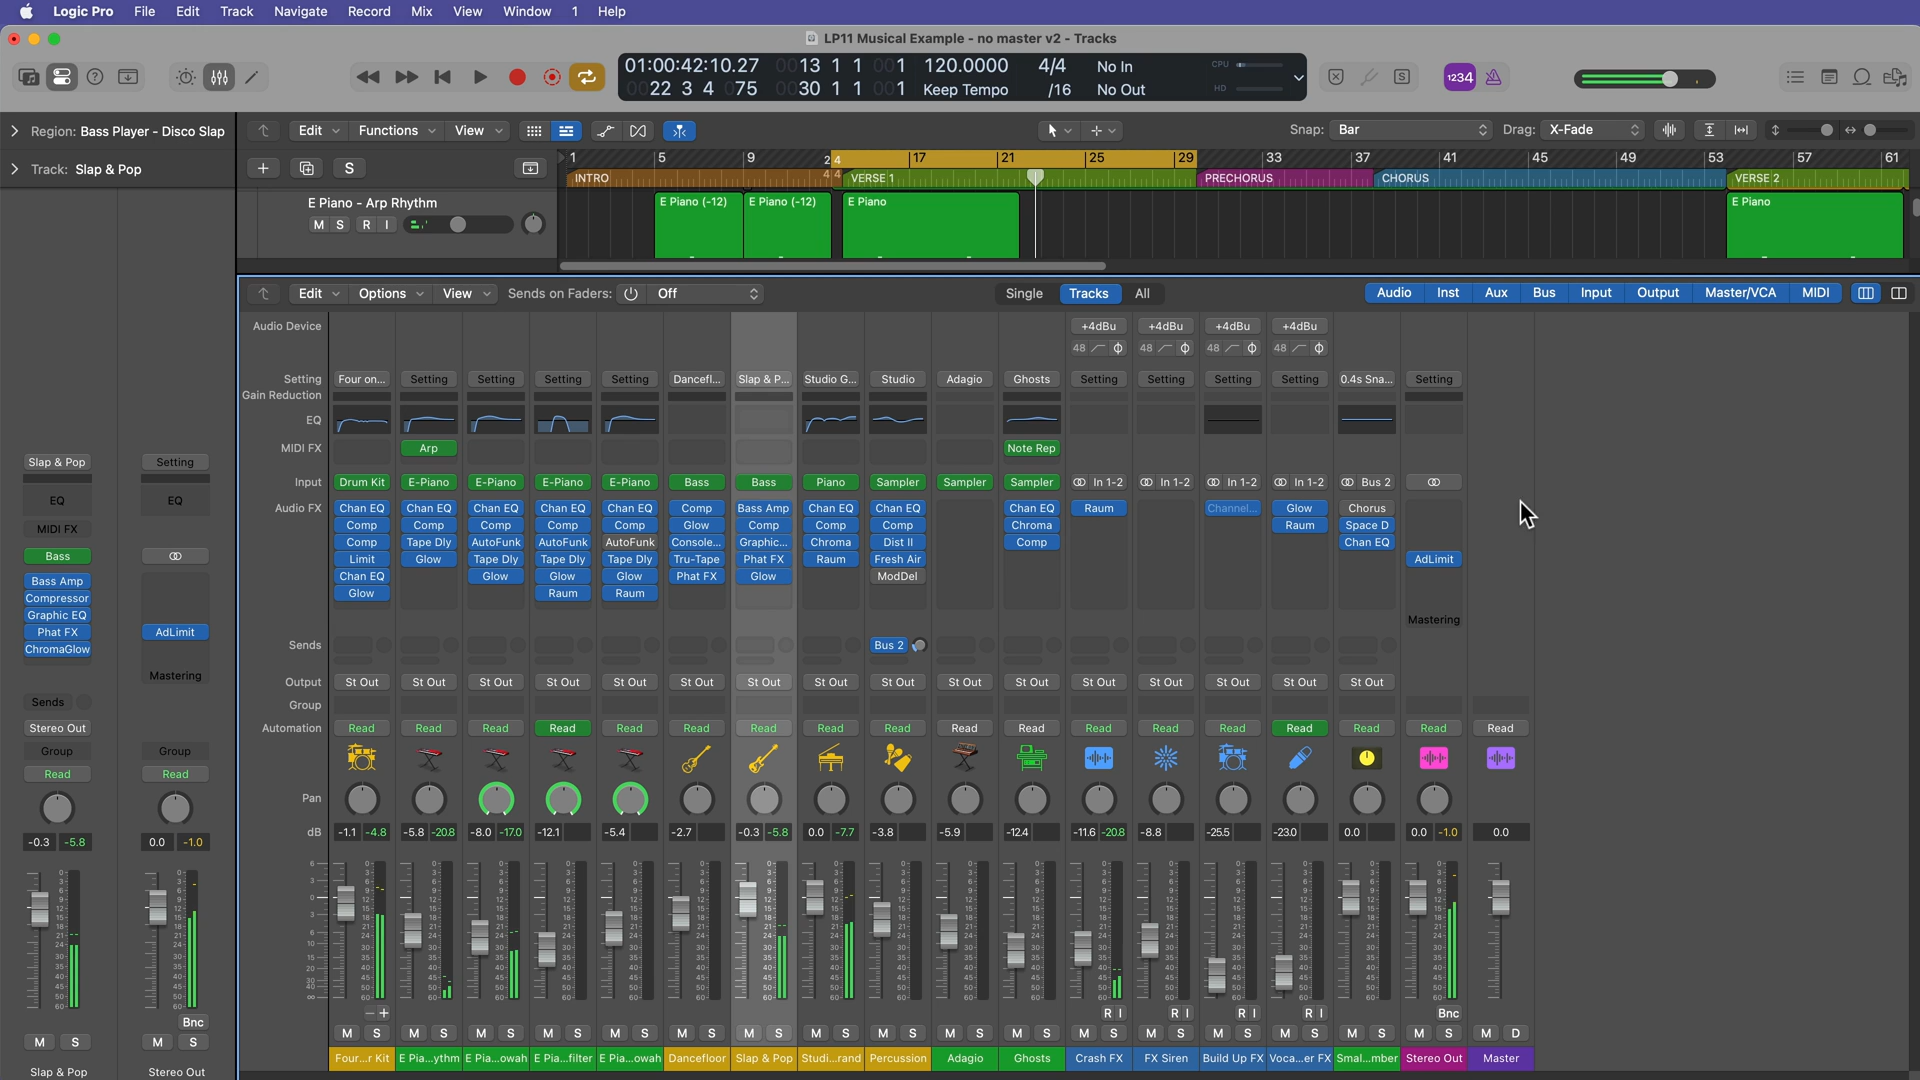 Logic Pro File Edit Track Navigate Record Mix View Window 1 Help
LP11 Musical Example - no master v2 - Tracks
01:00:42:10.27 0013 1 1 001 120.0000 4/4 No In CPU
0022 3 4 075 0030 1 1 001 Keep Tempo /16 No Out HD
1234
Region: Bass Player - Disco Slap
Edit Functions View
Snap: Bar
Drag: X-Fade
Track: Slap & Pop
S
1 5 9 17 21 25 29 33 37 41 45 49 53 57 61
INTRO VERSE 1 PRECHORUS CHORUS VERSE 2
E Piano - Arp Rhythm
M S R I
E Piano (-12) E Piano (-12) E Piano E Piano
Edit Options View Sends on Faders: Off
Single Tracks All
Audio Inst Aux Bus Input Output Master/VCA MIDI
Audio Device +4dBu +4dBu +4dBu +4dBu
48 48 48 48
Setting Four on... Setting Setting Setting Setting Dancefl... Slap & P... Studio G... Studio Adagio Ghosts Setting Setting Setting Setting 0.4s Sna... Setting
Gain Reduction
EQ
MIDI FX Arp Note Rep
Input Drum Kit E-Piano E-Piano E-Piano E-Piano Bass Bass Piano Sampler Sampler Sampler In 1-2 In 1-2 In 1-2 In 1-2 Bus 2
Audio FX Chan EQ Chan EQ Chan EQ Chan EQ Chan EQ Comp Bass Amp Chan EQ Chan EQ Chan EQ Raum Channel... Glow Chorus
Comp Comp Comp Comp Comp Glow Comp Comp Comp Chroma Raum Space D
Comp Tape Dly AutoFunk AutoFunk AutoFunk Console... Graphic... Chroma Dist II Comp Chan EQ
Limit Glow Tape Dly Tape Dly Tape Dly Tru-Tape Phat FX Raum Fresh Air AdLimit
Chan EQ Glow Glow Glow Phat FX Glow ModDel
Glow Raum Raum
Mastering
Sends Bus 2
Output St Out St Out St Out St Out St Out St Out St Out St Out St Out St Out St Out St Out St Out St Out St Out St Out
Group
Automation Read Read Read Read Read Read Read Read Read Read Read Read Read Read Read Read Read Read
Pan
dB -1.1 -4.8 -5.8 -20.8 -8.0 -17.0 -12.1 -5.4 -2.7 -0.3 -5.8 0.0 -7.7 -3.8 -5.9 -12.4 -11.6 -20.8 -8.8 -25.5 -23.0 0.0 0.0 -1.0 0.0
R I R I R I R I Bnc
M S M S M S M S M S M S M S M S M S M S M S M S M S M S M S M S M S M D
Four...r Kit E Pia...ythm E Pia...owah E Pia...filter E Pia...owah Dancefloor Slap & Pop Studi...rand Percussion Adagio Ghosts Crash FX FX Siren Build Up FX Voca...er FX Smal...mber Stereo Out Master
Slap & Pop Setting
EQ EQ
MIDI FX
Bass
Bass Amp
Compressor
Graphic EQ
Phat FX AdLimit
ChromaGlow
Mastering
Sends
Stereo Out
Group Group
Read Read
-0.3 -5.8 0.0 -1.0
Bnc
M S M S
Slap & Pop Stereo Out